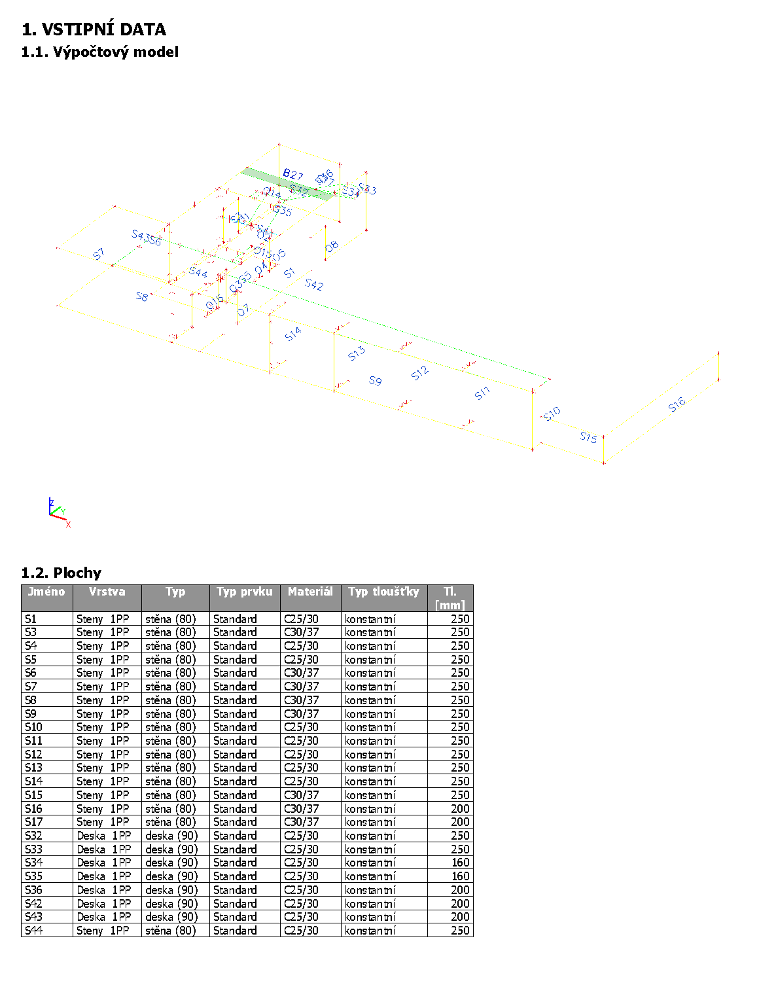 1. VSTIPNÍ DATA
1.1. Výpočtový model
B27
S32
S34
S33
O14
S35
S43
S6
S7
S44
S8
O15
O5
O4
S1
S42
O8
O3
S5
O16
O7
S14
S13
S9
S12
S11
S10
S15
S16
Z
Y
X
1.2. Plochy
Jméno Vrstva Typ Typ prvku Materiál Typ tloušťky Tl. [mm]
S1 Steny 1PP stěna (80) Standard C25/30 konstantní 250
S3 Steny 1PP stěna (80) Standard C30/37 konstantní 250
S4 Steny 1PP stěna (80) Standard C25/30 konstantní 250
S5 Steny 1PP stěna (80) Standard C25/30 konstantní 250
S6 Steny 1PP stěna (80) Standard C30/37 konstantní 250
S7 Steny 1PP stěna (80) Standard C30/37 konstantní 250
S8 Steny 1PP stěna (80) Standard C30/37 konstantní 250
S9 Steny 1PP stěna (80) Standard C30/37 konstantní 250
S10 Steny 1PP stěna (80) Standard C25/30 konstantní 250
S11 Steny 1PP stěna (80) Standard C25/30 konstantní 250
S12 Steny 1PP stěna (80) Standard C25/30 konstantní 250
S13 Steny 1PP stěna (80) Standard C25/30 konstantní 250
S14 Steny 1PP stěna (80) Standard C25/30 konstantní 250
S15 Steny 1PP stěna (80) Standard C30/37 konstantní 250
S16 Steny 1PP stěna (80) Standard C30/37 konstantní 200
S17 Steny 1PP stěna (80) Standard C30/37 konstantní 200
S32 Deska 1PP deska (90) Standard C25/30 konstantní 250
S33 Deska 1PP deska (90) Standard C25/30 konstantní 250
S34 Deska 1PP deska (90) Standard C25/30 konstantní 160
S35 Deska 1PP deska (90) Standard C25/30 konstantní 160
S36 Deska 1PP deska (90) Standard C25/30 konstantní 200
S42 Deska 1PP deska (90) Standard C25/30 konstantní 200
S43 Deska 1PP deska (90) Standard C25/30 konstantní 200
S44 Steny 1PP stěna (80) Standard C25/30 konstantní 250